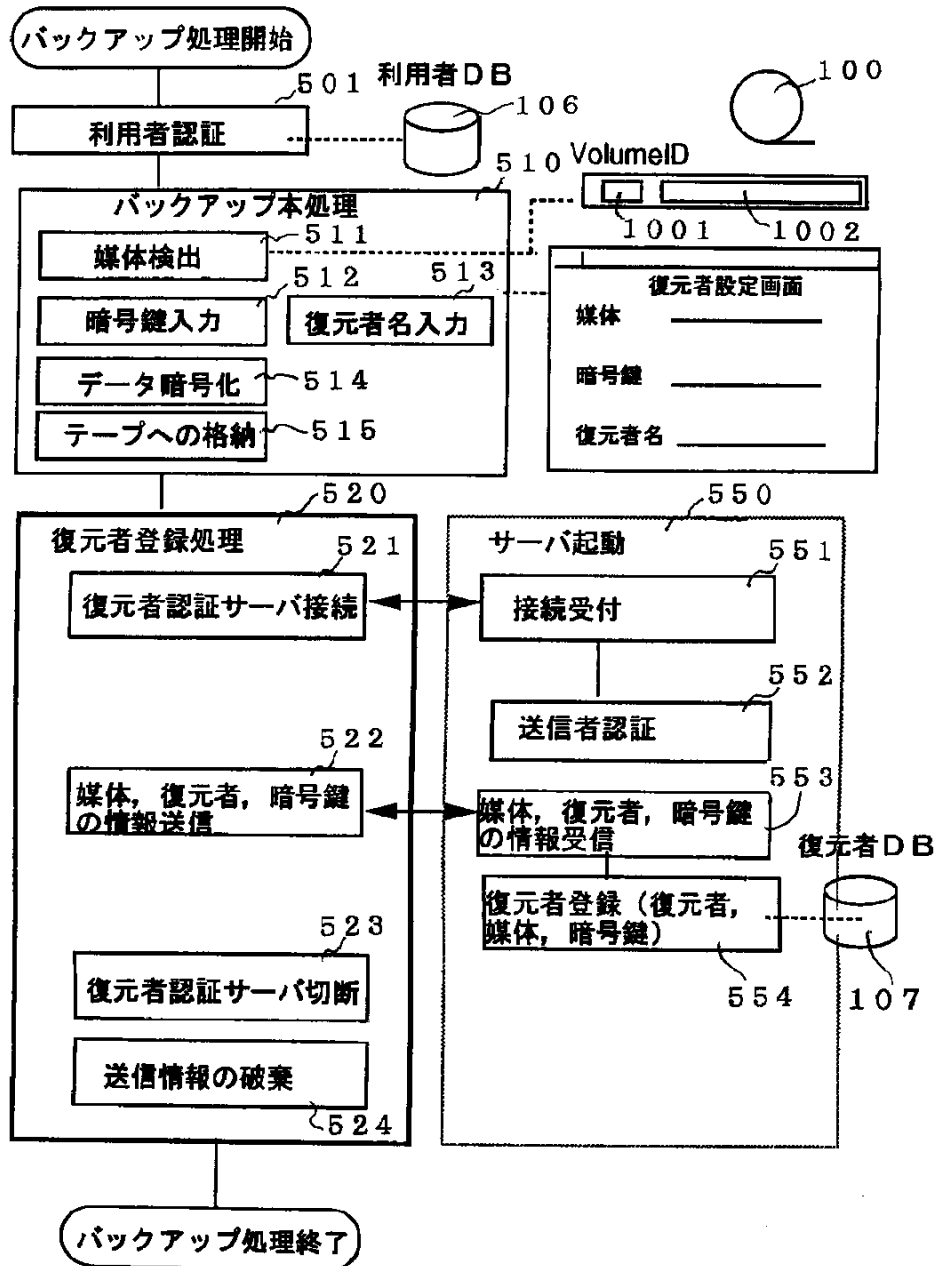 バックアップ処理開始
501
利用者DB
106
100
利用者認証
VolumeID
510
バックアップ本処理
1001
1002
媒体検出
511
512
513
復元者設定画面
暗号鍵入力
復元者名入力
媒体
データ暗号化
514
暗号鍵
テープへの格納
515
復元者名
520
550
復元者登録処理
521
サーバ起動
551
復元者認証サーバ接続
接続受付
552
送信者認証
522
553
媒体,復元者,暗号鍵
の情報送信
媒体,復元者,暗号鍵
の情報受信
復元者DB
復元者登録(復元者,
媒体,暗号鍵)
523
復元者認証サーバ切断
554
107
送信情報の破棄
524
バックアップ処理終了